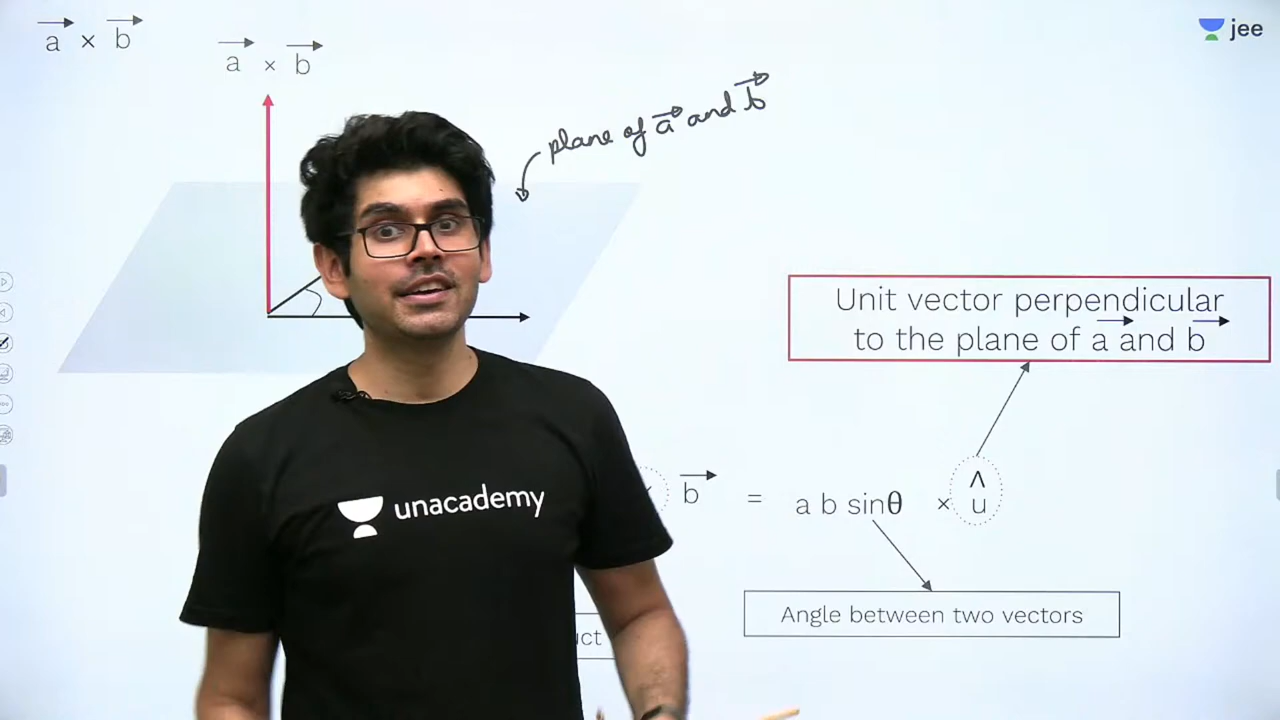 a × b
a × b
jee
plane of a and b
Unit vector perpendicular
to the plane of a and b
b = a b sinθ × û
unacademy
Angle between two vectors
uct